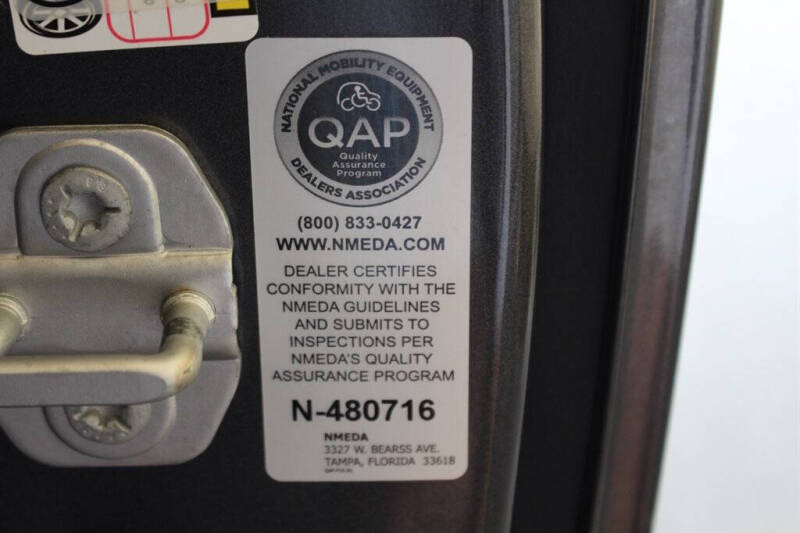 NATIONAL MOBILITY EQUIPMENT
QAP
Quality
Assurance
Program
DEALERS ASSOCIATION
(800) 833-0427
WWW.NMEDA.COM
DEALER CERTIFIES
CONFORMITY WITH THE
NMEDA GUIDELINES
AND SUBMITS TO
INSPECTIONS PER
NMEDA'S QUALITY
ASSURANCE PROGRAM
N-480716
NMEDA
3327 W. BEARSS AVE.
TAMPA, FLORIDA 33618